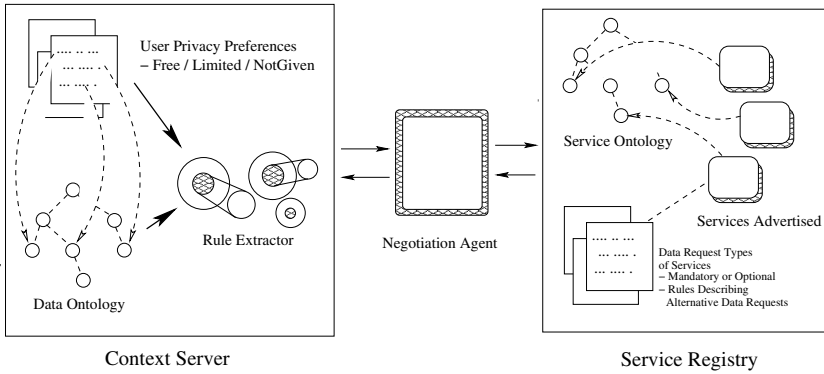 User Privacy Preferences
– Free / Limited / NotGiven
Rule Extractor
Data Ontology
Context Server
Negotiation Agent
Service Ontology
Services Advertised
Data Request Types
of Services
– Mandatory or Optional
– Rules Describing
Alternative Data Requests
Service Registry